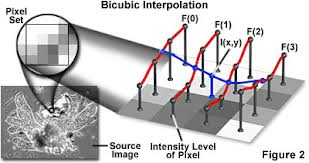 Bicubic Interpolation
Pixel
Set
F(0)
F(1)
F(2)
I(x,y)
F(3)
Source
Image
Intensity Level
of Pixel
Figure 2